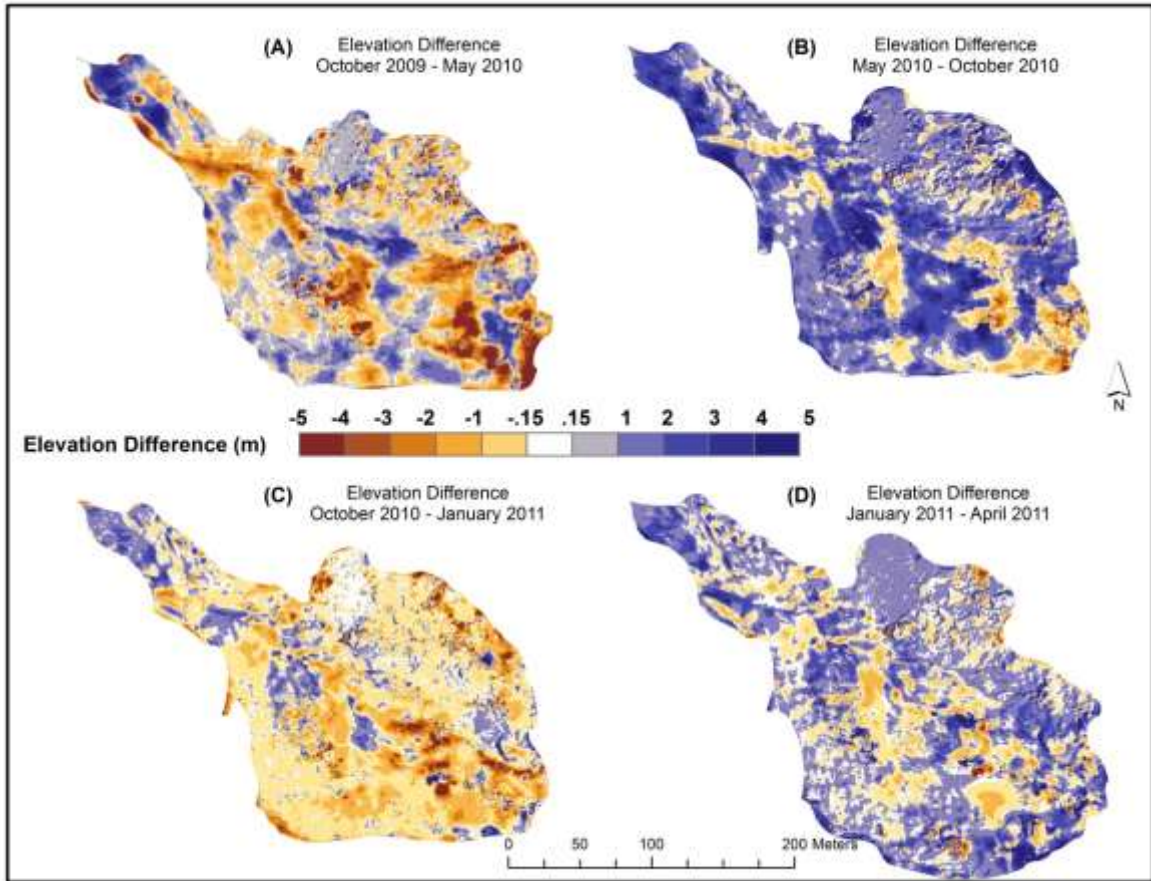 (A) Elevation Difference
October 2009 - May 2010
(B) Elevation Difference
May 2010 - October 2010
N
-5 -4 -3 -2 -1 -.15 .15 1 2 3 4 5
Elevation Difference (m)
(C) Elevation Difference
October 2010 - January 2011
(D) Elevation Difference
January 2011 - April 2011
0 50 100 200 Meters